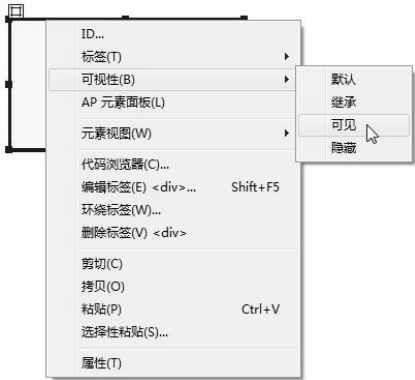 ID...
标签(T)
可视性(B)
AP 元素面板(L)
元素视图(W)
代码浏览器(C)...
编辑标签(E) <div>... Shift+F5
环绕标签(W)...
删除标签(V) <div>
剪切(C)
拷贝(O)
粘贴(P) Ctrl+V
选择性粘贴(S)...
属性(T)
默认
继承
可见
隐藏